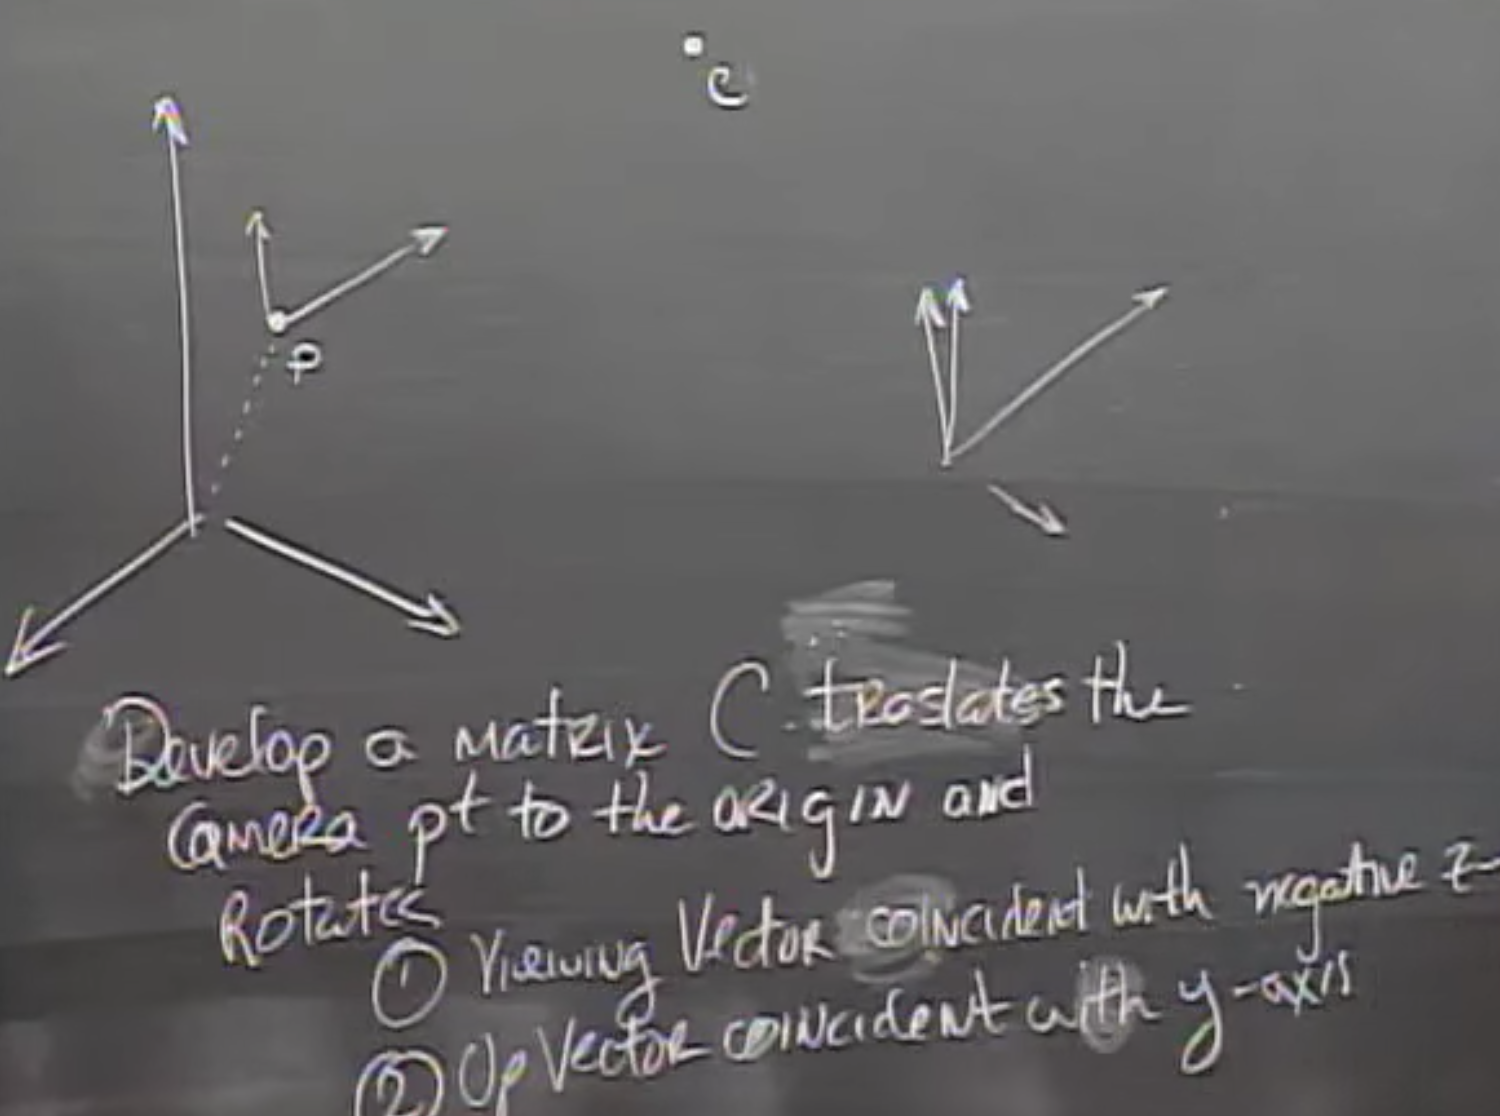 C
P
Develop a matrix C traslates the
camera pt to the origin and
Rotates
① Viewing Vector coincident with negative z-
② Up Vector coincident with y-axis